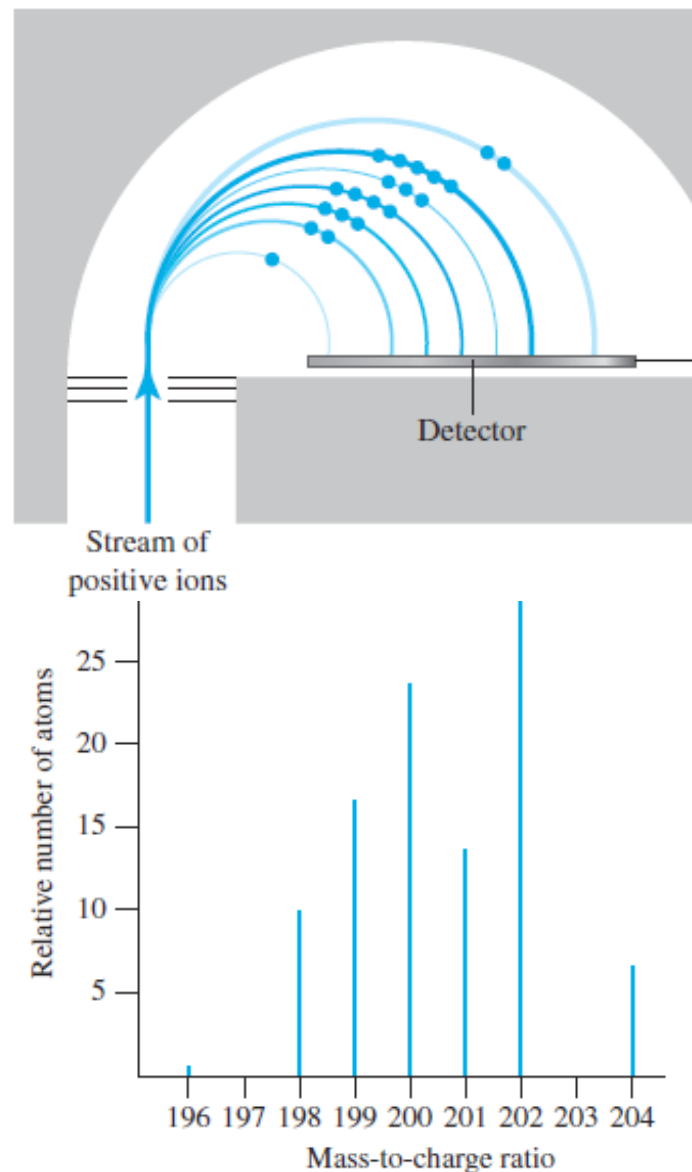 Detector
Stream of
positive ions
Relative number of atoms
25
20
15
10
5
196 197 198 199 200 201 202 203 204
Mass-to-charge ratio